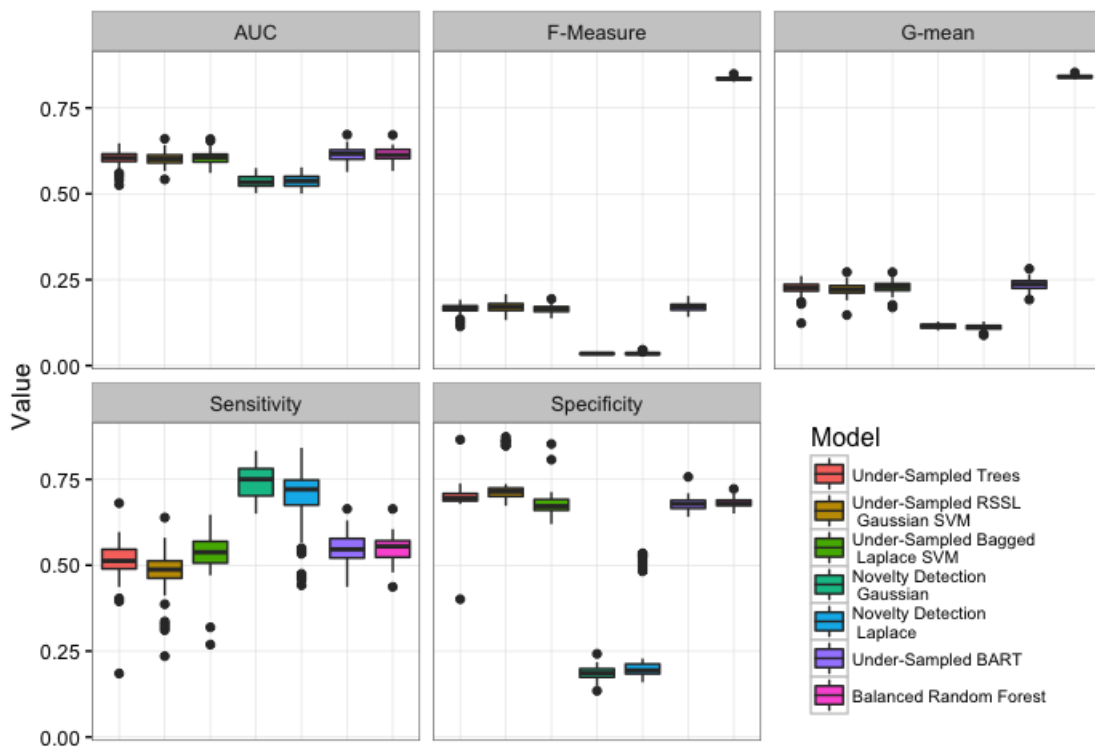 AUC
F-Measure
G-mean
0.75
0.50
0.25
0.00
Value
Sensitivity
Specificity
0.75
0.50
0.25
0.00
Model
Under-Sampled Trees
Under-Sampled RSSL
Gaussian SVM
Under-Sampled Bagged
Laplace SVM
Novelty Detection
Gaussian
Novelty Detection
Laplace
Under-Sampled BART
Balanced Random Forest